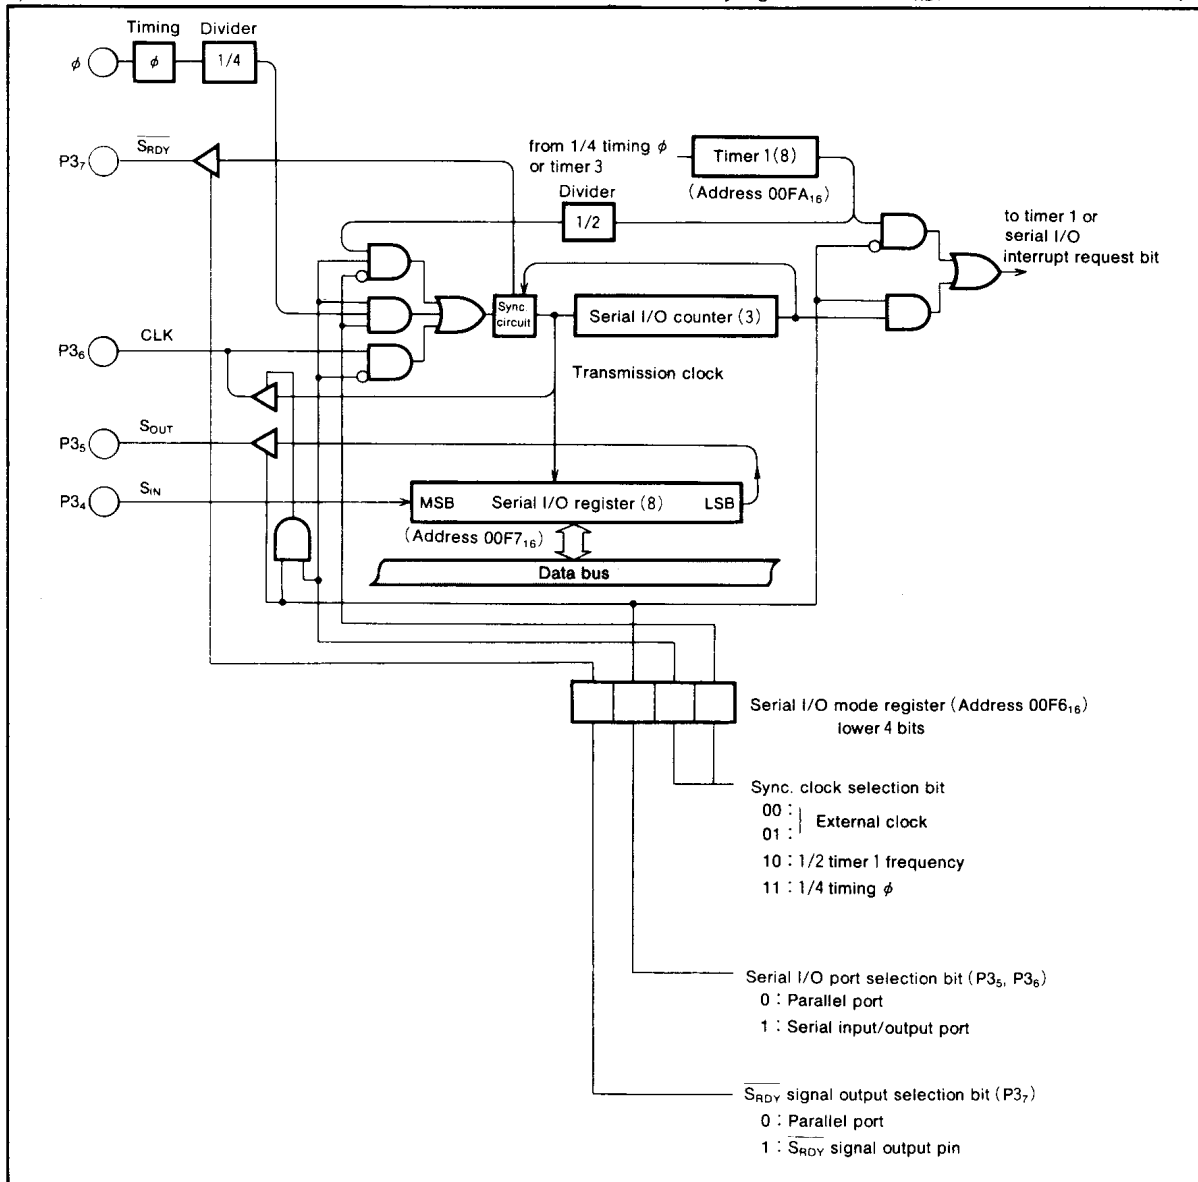 Timing Divider
φ φ 1/4
P3₇ S̅R̅D̅Y̅
from 1/4 timing φ
or timer 3
Timer 1(8)
(Address 00FA₁₆)
Divider
1/2
to timer 1 or
serial I/O
interrupt request bit
Sync.
circuit
Serial I/O counter (3)
P3₆ CLK
Transmission clock
P3₅ SOUT
P3₄ SIN
MSB Serial I/O register (8) LSB
(Address 00F7₁₆)
Data bus
Serial I/O mode register (Address 00F6₁₆)
lower 4 bits
Sync. clock selection bit
00 :
01 :
External clock
10 : 1/2 timer 1 frequency
11 : 1/4 timing φ
Serial I/O port selection bit (P3₅, P3₆)
0 : Parallel port
1 : Serial input/output port
S̅R̅D̅Y̅ signal output selection bit (P3₇)
0 : Parallel port
1 : S̅R̅D̅Y̅ signal output pin